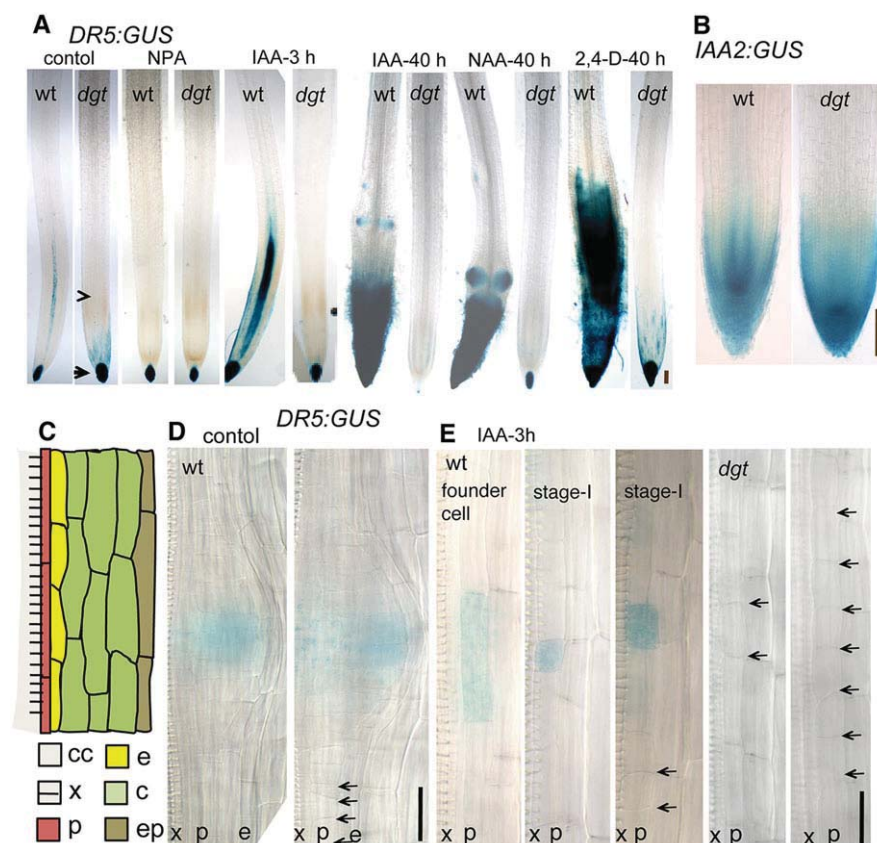 A DR5:GUS
contol NPA IAA-3 h IAA-40 h NAA-40 h 2,4-D-40 h
wt dgt wt dgt wt dgt wt dgt wt dgt wt dgt
B
IAA2:GUS
wt dgt
C
cc e
x c
p ep
DR5:GUS
D contol
wt
x p e x p e
E IAA-3h
wt founder cell stage-I stage-I dgt
x p x p x p x p x p